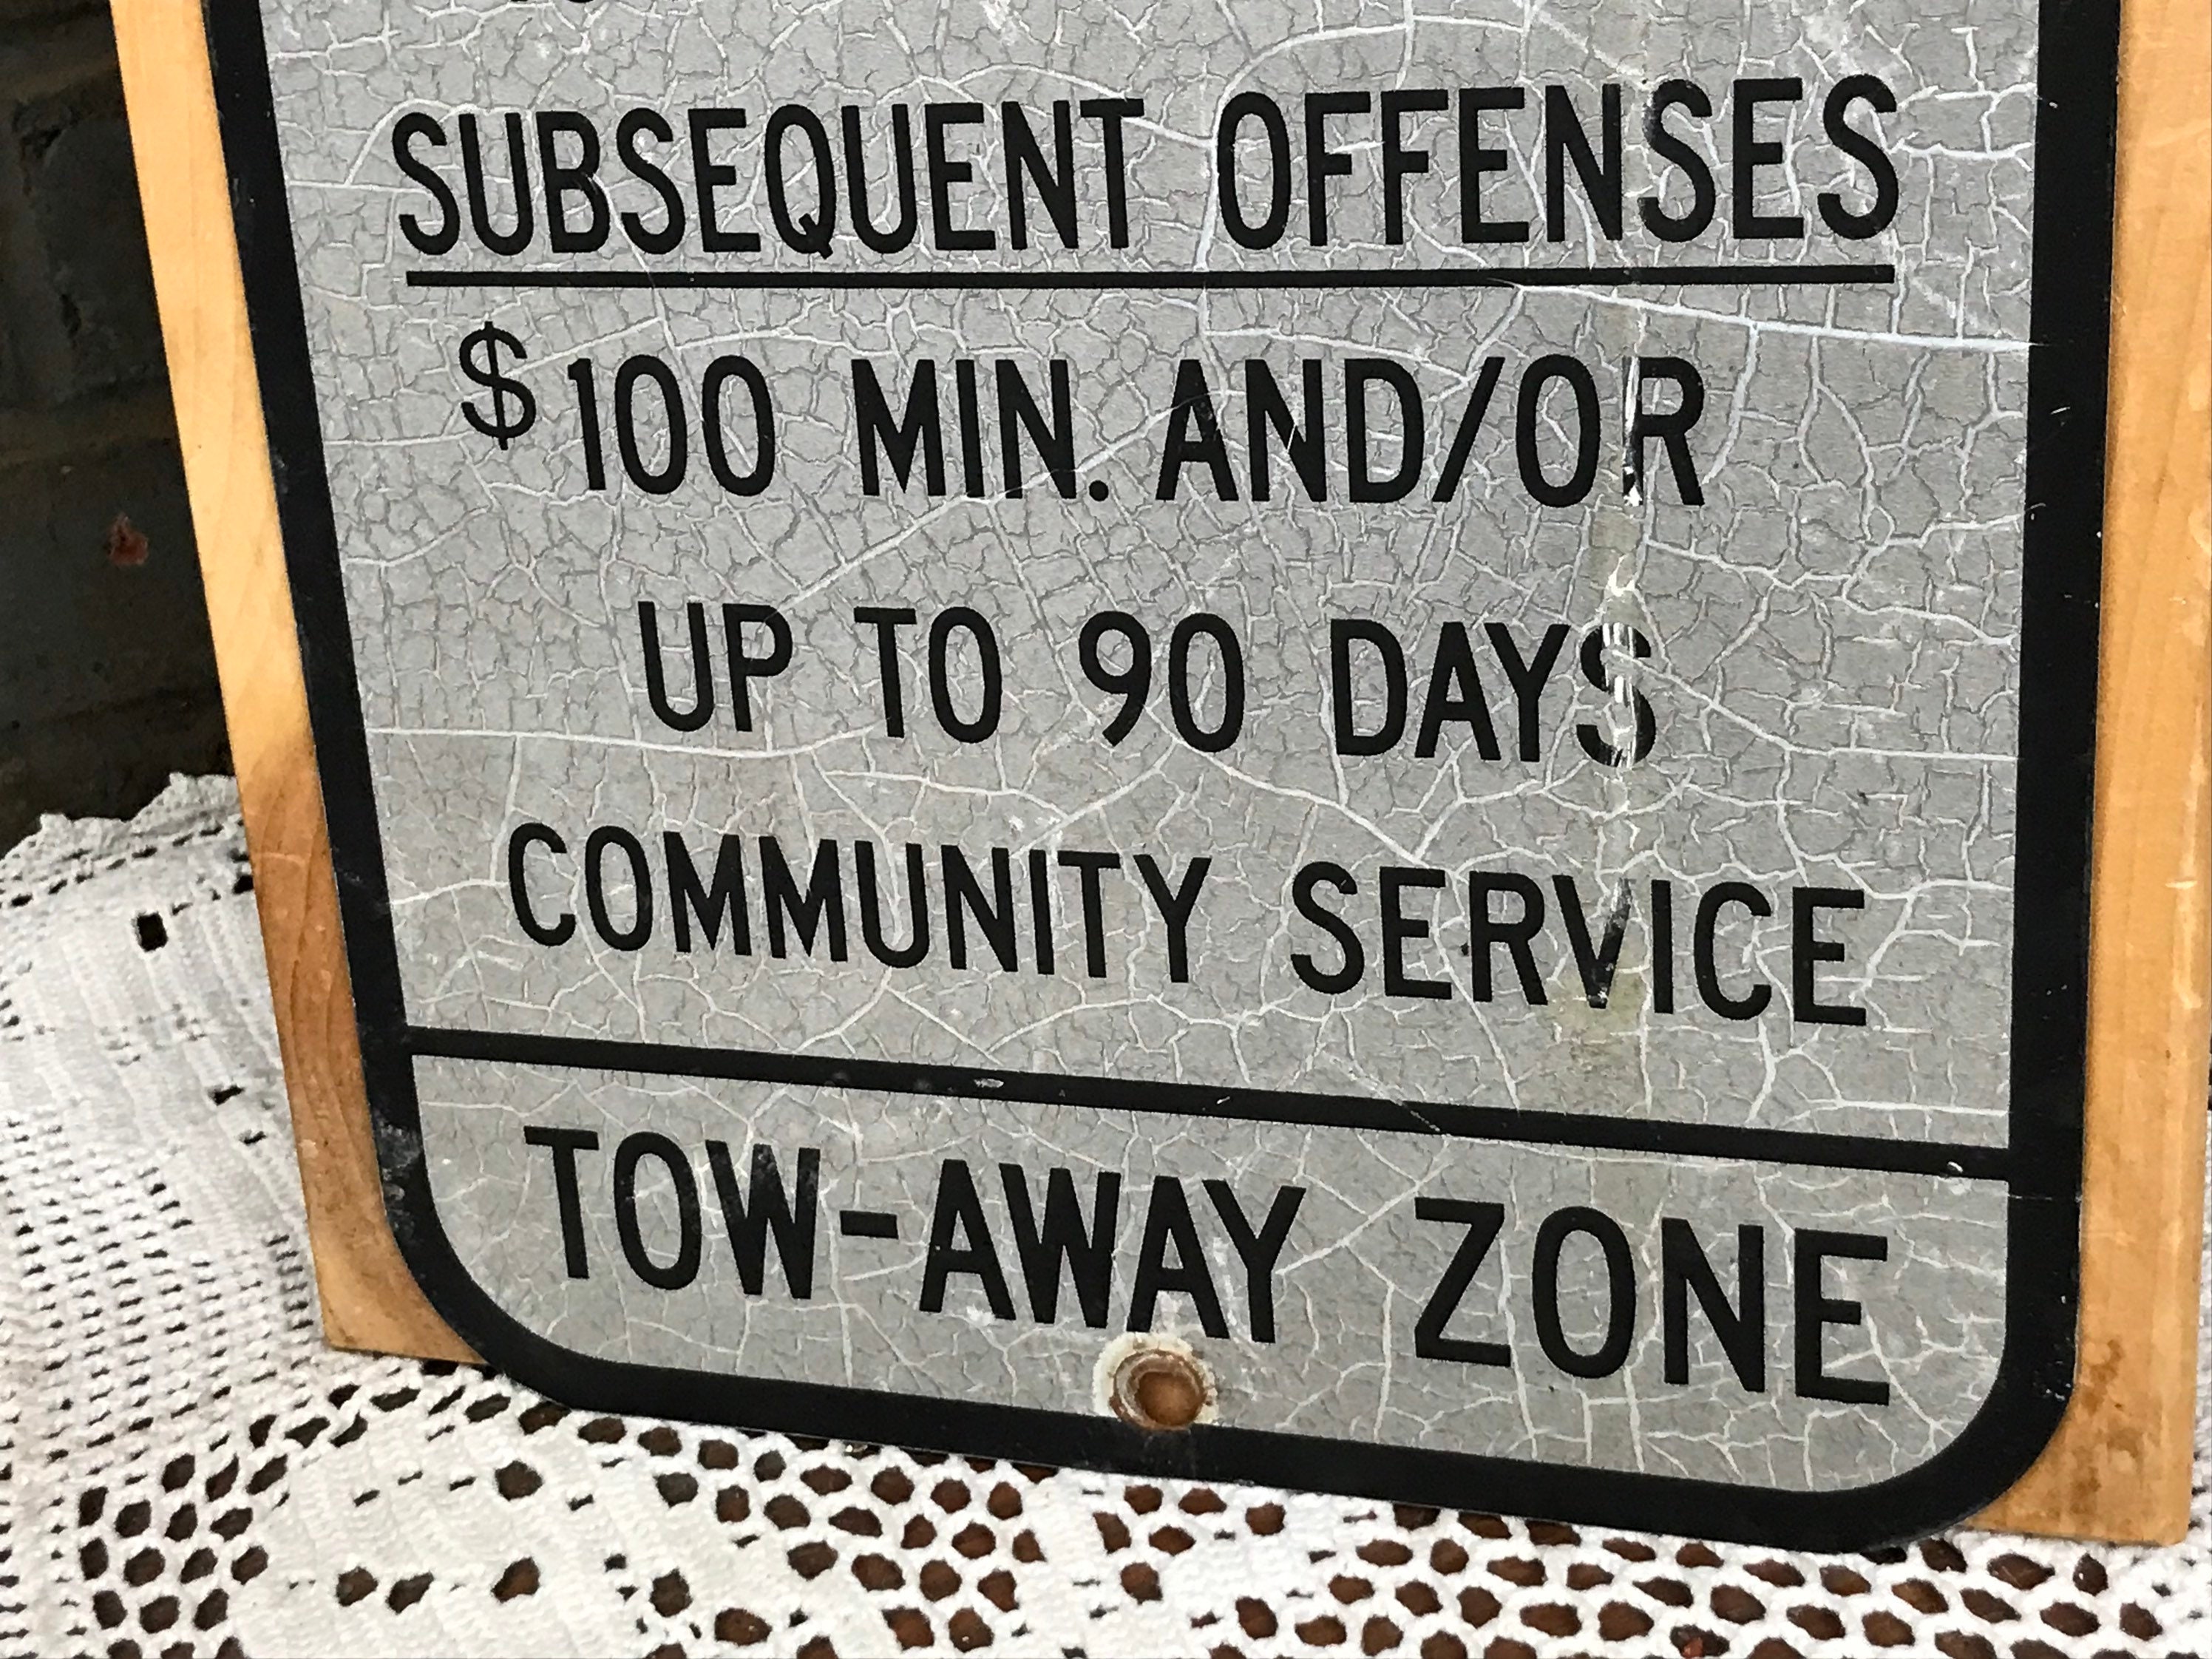 SUBSEQUENT OFFENSES
$100 MIN. AND/OR
UP TO 90 DAYS
COMMUNITY SERVICE
TOW-AWAY ZONE